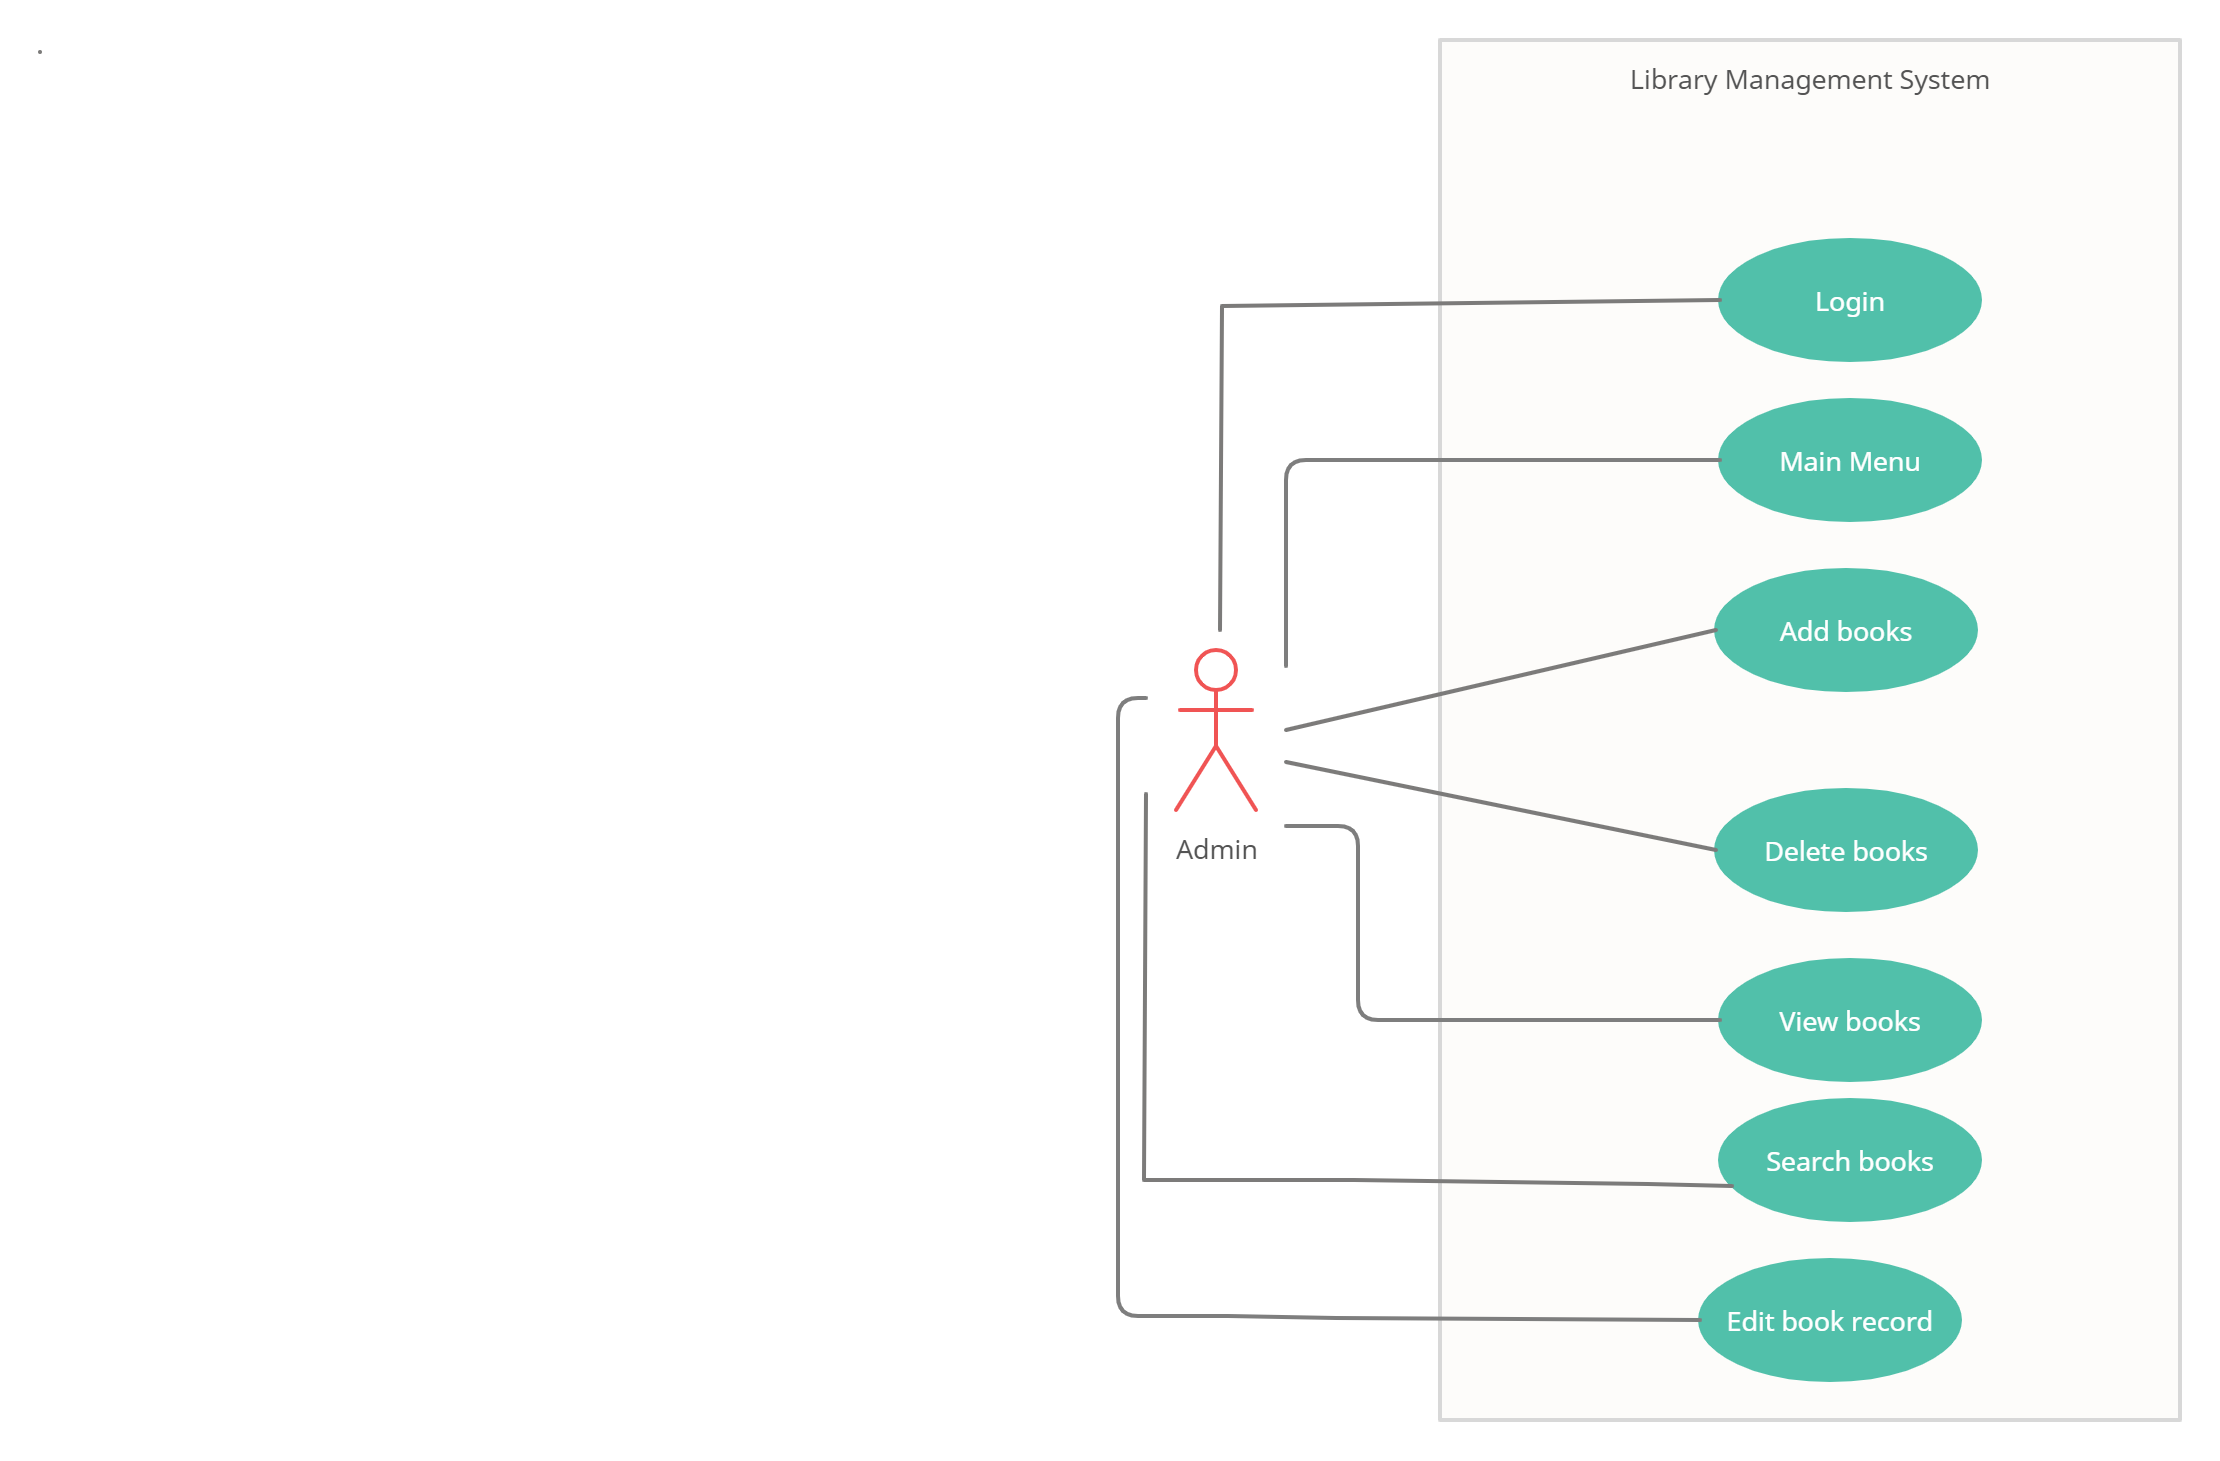 Library Management System
Login
Main Menu
Add books
Admin
Delete books
View books
Search books
Edit book record